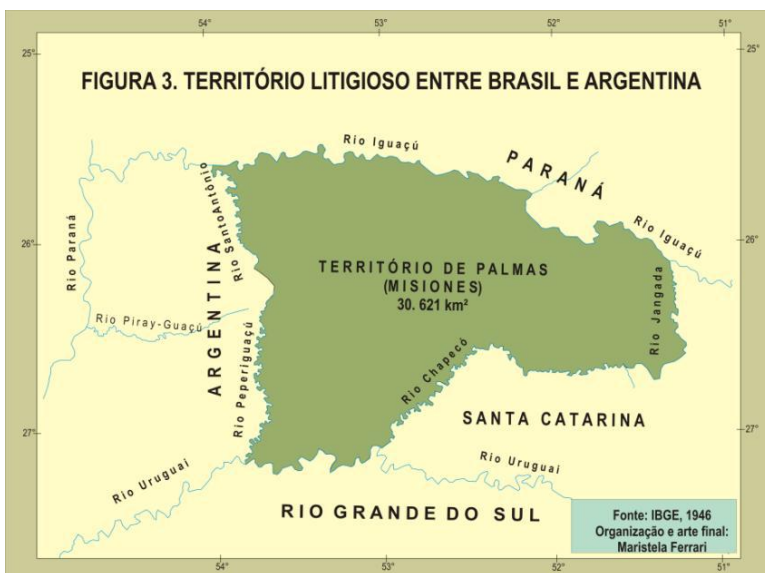 54°
53°
52°
51°
25°
25°
FIGURA 3. TERRITÓRIO LITIGIOSO ENTRE BRASIL E ARGENTINA
Rio Iguaçú
PARANÁ
Rio SantoAntônio
Rio Paraná
Rio Iguaçú
26°
26°
ARGENTINA
TERRITÓRIO DE PALMAS
(MISIONES)
30. 621 km²
Rio Jangada
Rio Piray-Guaçú
Rio Peperiguaçú
Rio Chapecó
SANTA CATARINA
27°
27°
Rio Uruguai
Rio Uruguai
RIO GRANDE DO SUL
Fonte: IBGE, 1946
Organização e arte final:
Maristela Ferrari
54°
53°
52°
51°